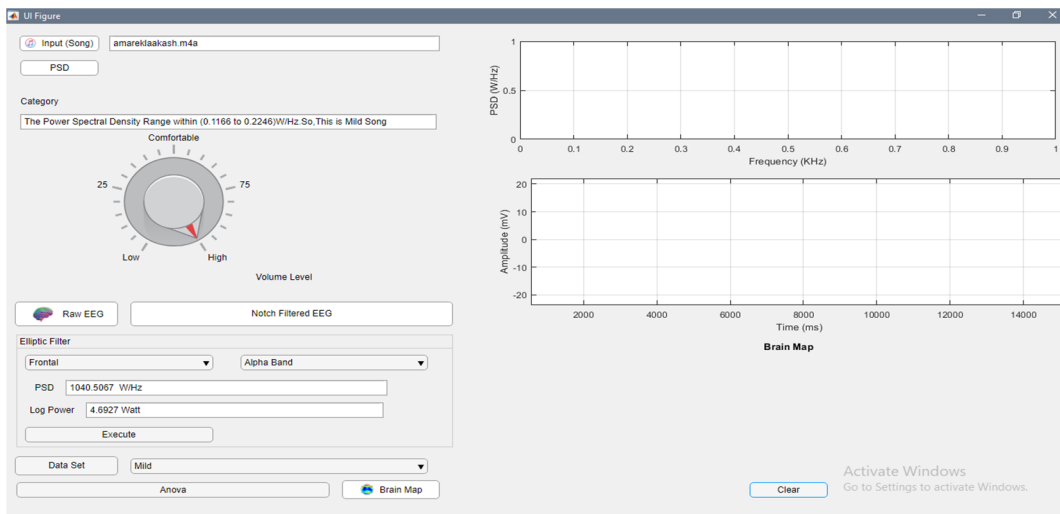 UI Figure
Input (Song)
amareklaakash.m4a
PSD
Category
The Power Spectral Density Range within (0.1166 to 0.2246)W/Hz.So,This is Mild Song
Comfortable
25
75
Low
High
Volume Level
Raw EEG
Notch Filtered EEG
Elliptic Filter
Frontal
Alpha Band
PSD
1040.5067 W/Hz
Log Power
4.6927 Watt
Execute
Data Set
Mild
Anova
Brain Map
1
0.5
0
PSD (W/Hz)
0 0.1 0.2 0.3 0.4 0.5 0.6 0.7 0.8 0.9 1
Frequency (KHz)
20
10
0
-10
-20
Amplitude (mV)
2000 4000 6000 8000 10000 12000 14000
Time (ms)
Brain Map
Clear
Activate Windows
Go to Settings to activate Windows.